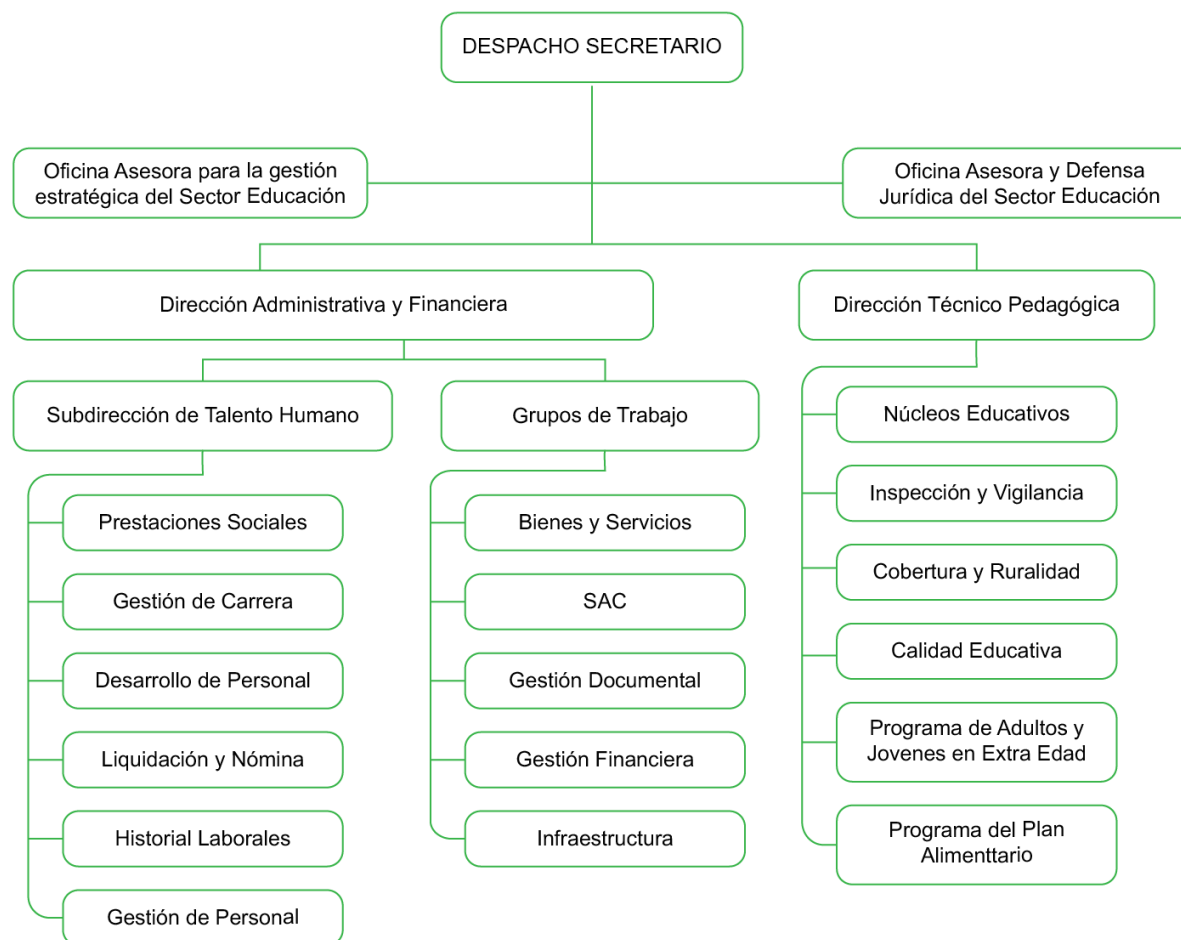 DESPACHO SECRETARIO
Oficina Asesora para la gestión
estratégica del Sector Educación
Oficina Asesora y Defensa
Jurídica del Sector Educación
Dirección Administrativa y Financiera
Dirección Técnico Pedagógica
Subdirección de Talento Humano
Grupos de Trabajo
Prestaciones Sociales
Gestión de Carrera
Desarrollo de Personal
Liquidación y Nómina
Historial Laborales
Gestión de Personal
Bienes y Servicios
SAC
Gestión Documental
Gestión Financiera
Infraestructura
Núcleos Educativos
Inspección y Vigilancia
Cobertura y Ruralidad
Calidad Educativa
Programa de Adultos y
Jovenes en Extra Edad
Programa del Plan
Alimenttario